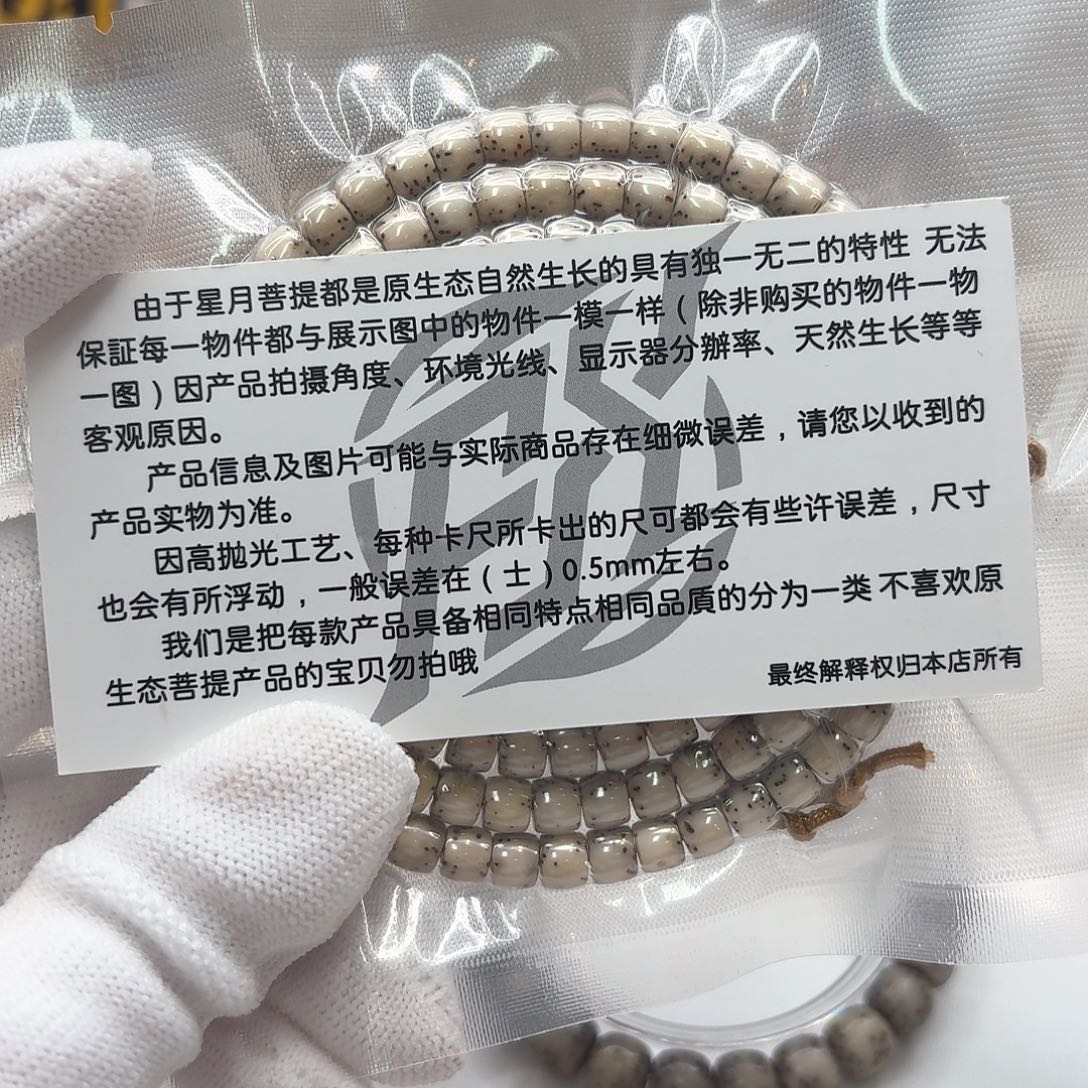 由于星月菩提都是原生态自然生长的具有独一无二的特性 无法
保証每一物件都与展示图中的物件一模一样（除非购买的物件一物
一图）因产品拍摄角度、环境光线、显示器分辦率、天然生长等等
客观原因。
产品信息及图片可能与实际商品存在细微误差，请您以收到的
产品实物为准。
因高抛光工艺、每种卡尺所卡出的尺可都会有些许误差，尺寸
也会有所浮动，一般误差在（士）0.5mm左右。
我们是把每款产品具备相同特点相同品质的分为一类 不喜欢原
生态菩提产品的宝贝勿拍哦
最终解释权归本店所有